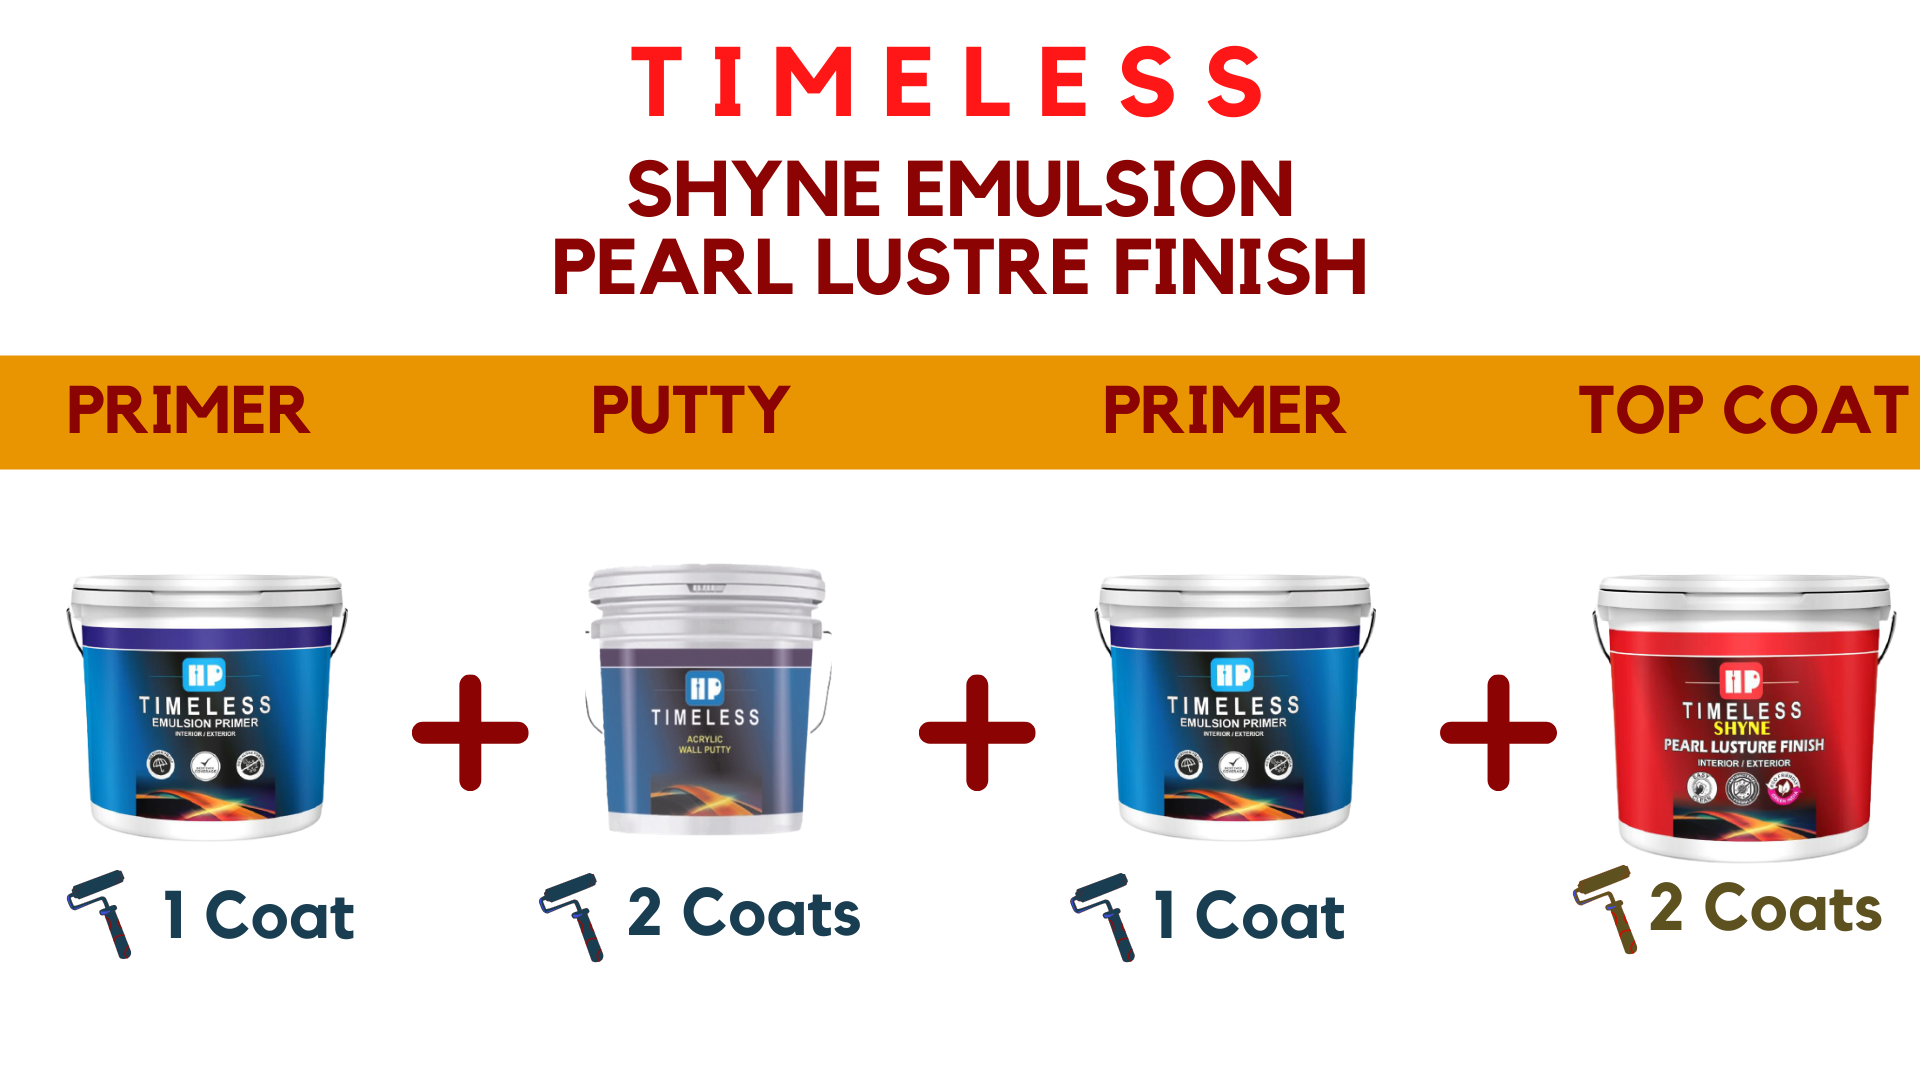 TIMELESS
SHYNE EMULSION
PEARL LUSTRE FINISH
PRIMER PUTTY PRIMER TOP COAT
HP
TIMELESS
EMULSION PRIMER
INTERIOR / EXTERIOR
HP
TIMELESS
ACRYLIC
WALL PUTTY
HP
TIMELESS
EMULSION PRIMER
INTERIOR / EXTERIOR
HP
TIMELESS
SHYNE
PEARL LUSTURE FINISH
INTERIOR / EXTERIOR
1 Coat 2 Coats 1 Coat 2 Coats